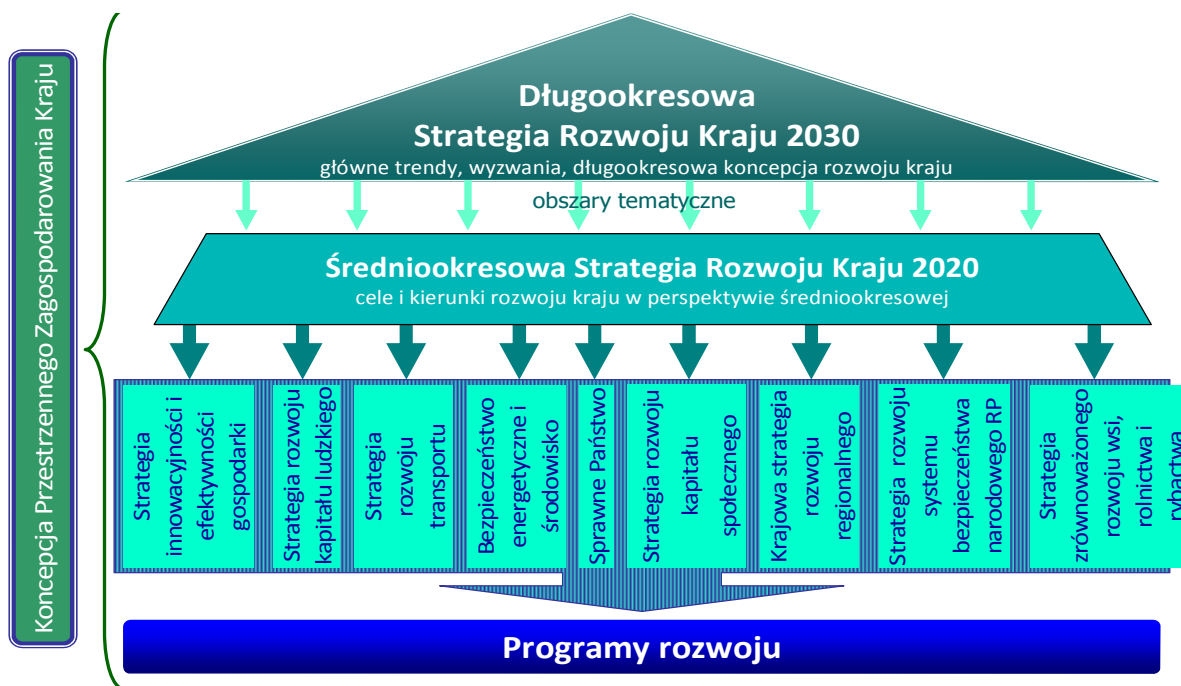 Koncepcja Przestrzennego Zagospodarowania Kraju
Długookresowa
Strategia Rozwoju Kraju 2030
główne trendy, wyzwania, długookresowa koncepcja rozwoju kraju
obszary tematyczne
Średniookresowa Strategia Rozwoju Kraju 2020
cele i kierunki rozwoju kraju w perspektywie średniookresowej
Strategia
innowacyjności i
efektywności
gospodarki
Strategia rozwoju
kapitału ludzkiego
Strategia
rozwoju
transportu
Bezpieczeństwo
energetyczne i
środowisko
Sprawne Państwo
Strategia rozwoju
kapitału
społecznego
Krajowa strategia
rozwoju
regionalnego
Strategia rozwoju
systemu
bezpieczeństwa
narodowego RP
Strategia
zrównoważonego
rozwoju wsi,
rolnictwa i
rybactwa
Programy rozwoju